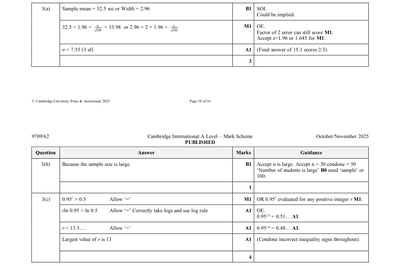 3(a) Sample mean = 32.5 soi or Width = 2.96 B1 SOI.
Could be implied.
32.5 + 1.96 × σ/√100 = 33.98 or 2.96 = 2 × 1.96 × σ/√100 M1 OE.
Factor of 2 error can still score M1.
Accept z=1.96 or 1.645 for M1.
σ = 7.55 (3 sf) A1 (Final answer of 15.1 scores 2/3).
3
© Cambridge University Press & Assessment 2025 Page 10 of 16
9709/62 Cambridge International A Level – Mark Scheme October/November 2025
PUBLISHED
Question Answer Marks Guidance
3(b) Because the sample size is large. B1 Accept n is large. Accept n > 30 condone > 50
'Number of students is large' B0 need 'sample' or
100.
1
3(c) 0.95ʳ > 0.5 Allow '=' M1 OR 0.95ʳ evaluated for any positive integer r M1.
rln 0.95 > ln 0.5 Allow '=' Correctly take logs and use log rule A1 OE.
0.95¹³ = 0.51… A1.
r < 13.5…. Allow '=' A1 0.95¹⁴ = 0.48… A1.
Largest value of r is 13 A1 (Condone incorrect inequality signs throughout).
4